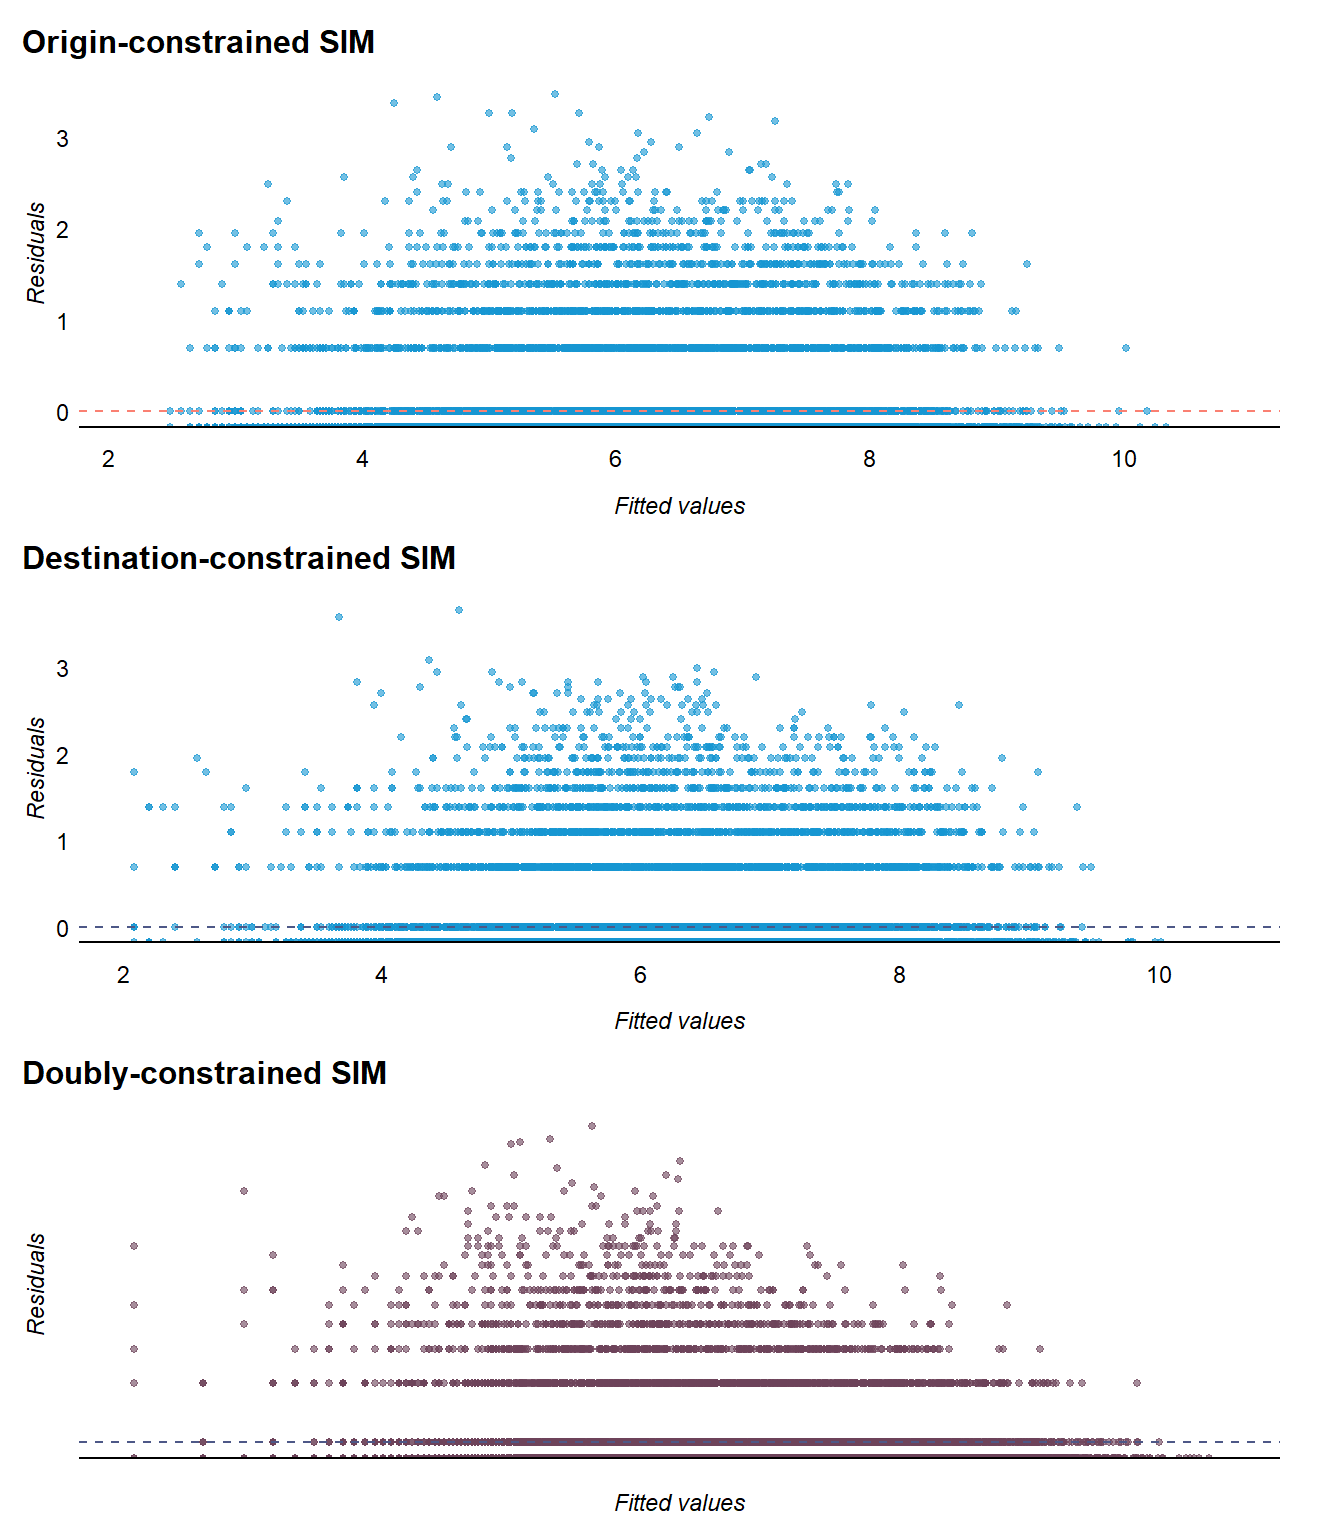 Origin-constrained SIM
3
2
1
0
Residuals
2 4 6 8 10
Fitted values
Destination-constrained SIM
3
2
1
0
Residuals
2 4 6 8 10
Fitted values
Doubly-constrained SIM
Residuals
Fitted values